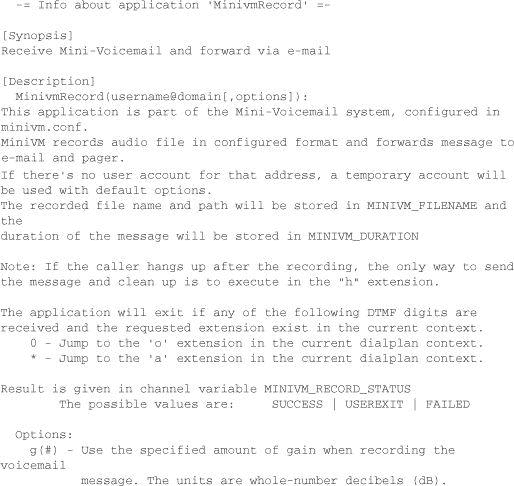 -= Info about application 'MinivmRecord' =-
[Synopsis]
Receive Mini-Voicemail and forward via e-mail
[Description]
MinivmRecord(username@domain[,options]):
This application is part of the Mini-Voicemail system, configured in
minivm.conf.
MiniVM records audio file in configured format and forwards message to
e-mail and pager.
If there's no user account for that address, a temporary account will
be used with default options.
The recorded file name and path will be stored in MINIVM_FILENAME and
the
duration of the message will be stored in MINIVM_DURATION
Note: If the caller hangs up after the recording, the only way to send
the message and clean up is to execute in the "h" extension.
The application will exit if any of the following DTMF digits are
received and the requested extension exist in the current context.
0 - Jump to the 'o' extension in the current dialplan context.
* - Jump to the 'a' extension in the current dialplan context.
Result is given in channel variable MINIVM_RECORD_STATUS
The possible values are: SUCCESS | USEREXIT | FAILED
Options:
g(#) - Use the specified amount of gain when recording the
voicemail
message. The units are whole-number decibels (dB).